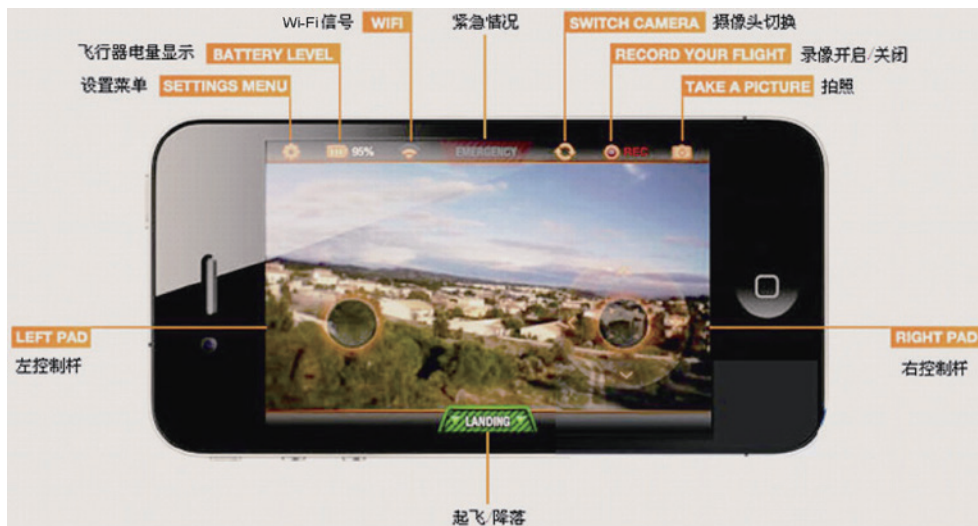 Wi-Fi信号 WIFI 紧急情况 SWITCH CAMERA 摄像头切换
飞行器电量显示 BATTERY LEVEL RECORD YOUR FLIGHT 录像开启/关闭
设置菜单 SETTINGS MENU TAKE A PICTURE 拍照
95% EMERGENCY REC
LEFT PAD RIGHT PAD
左控制杆 右控制杆
LANDING
起飞/降落